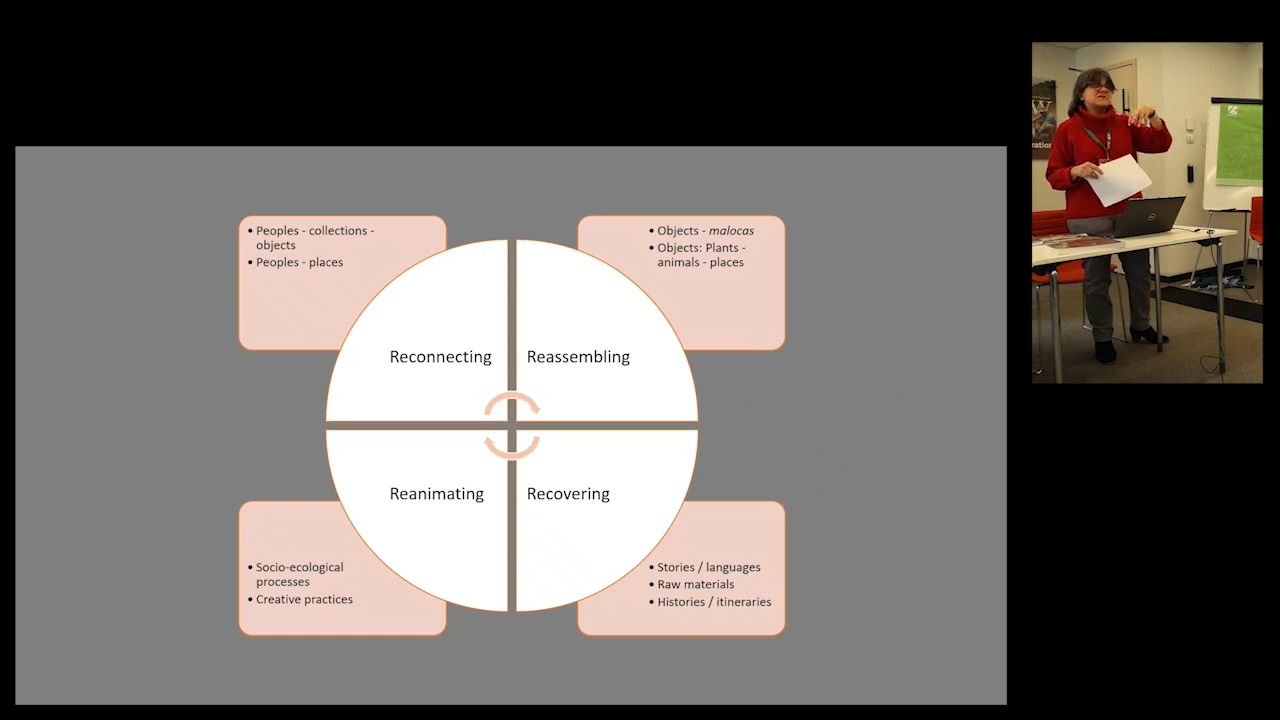 • Peoples - collections -
objects
• Peoples - places
• Objects - malocas
• Objects: Plants -
animals - places
Reconnecting
Reassembling
Reanimating
Recovering
• Socio-ecological
processes
• Creative practices
• Stories / languages
• Raw materials
• Histories / itineraries